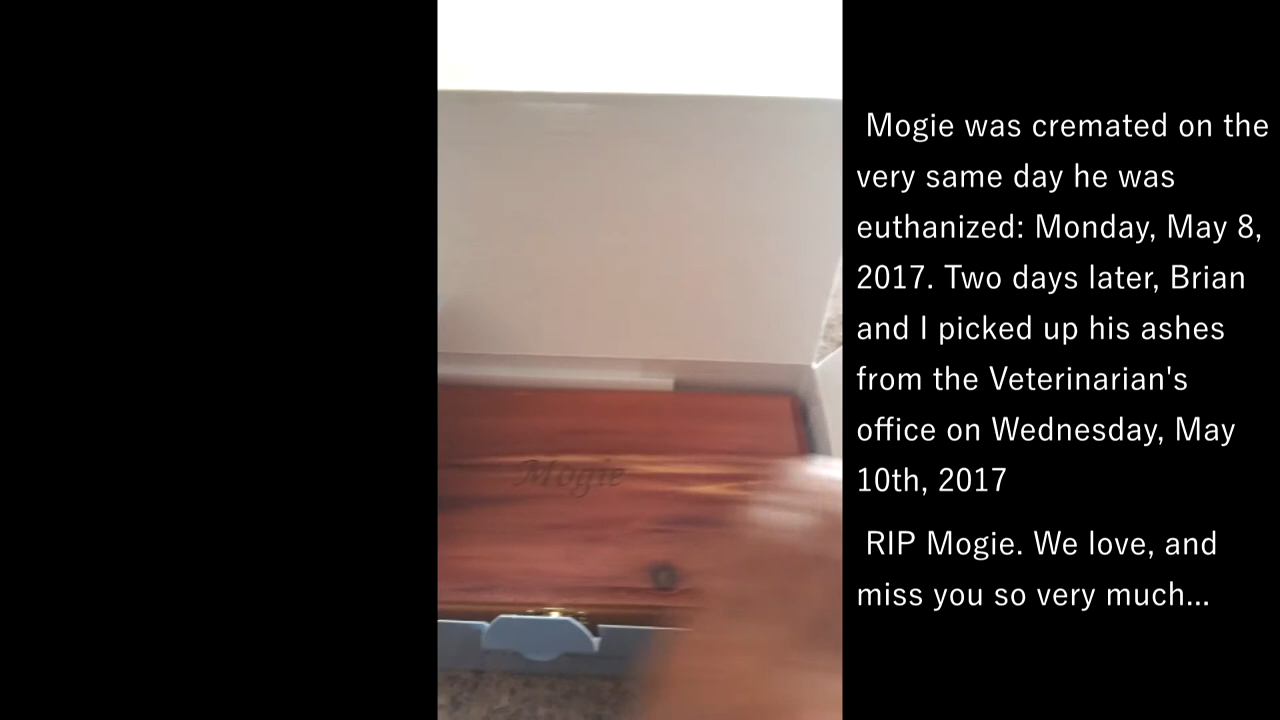 Mogie
Mogie was cremated on the
very same day he was
euthanized: Monday, May 8,
2017. Two days later, Brian
and I picked up his ashes
from the Veterinarian's
office on Wednesday, May
10th, 2017
RIP Mogie. We love, and
miss you so very much...